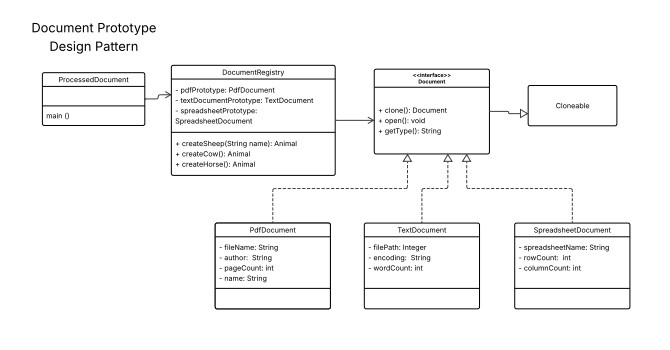 Document Prototype
Design Pattern
ProcessedDocument
main ()
DocumentRegistry
- pdfPrototype: PdfDocument
- textDocumentPrototype: TextDocument
- spreadsheetPrototype:
SpreadsheetDocument
+ createSheep(String name): Animal
+ createCow(): Animal
+ createHorse(): Animal
<<interface>>
Document
+ clone(): Document
+ open(): void
+ getType(): String
Cloneable
PdfDocument
- fileName: String
- author: String
- pageCount: int
- name: String
TextDocument
- filePath: Integer
- encoding: String
- wordCount: int
SpreadsheetDocument
- spreadsheetName: String
- rowCount: int
- columnCount: int